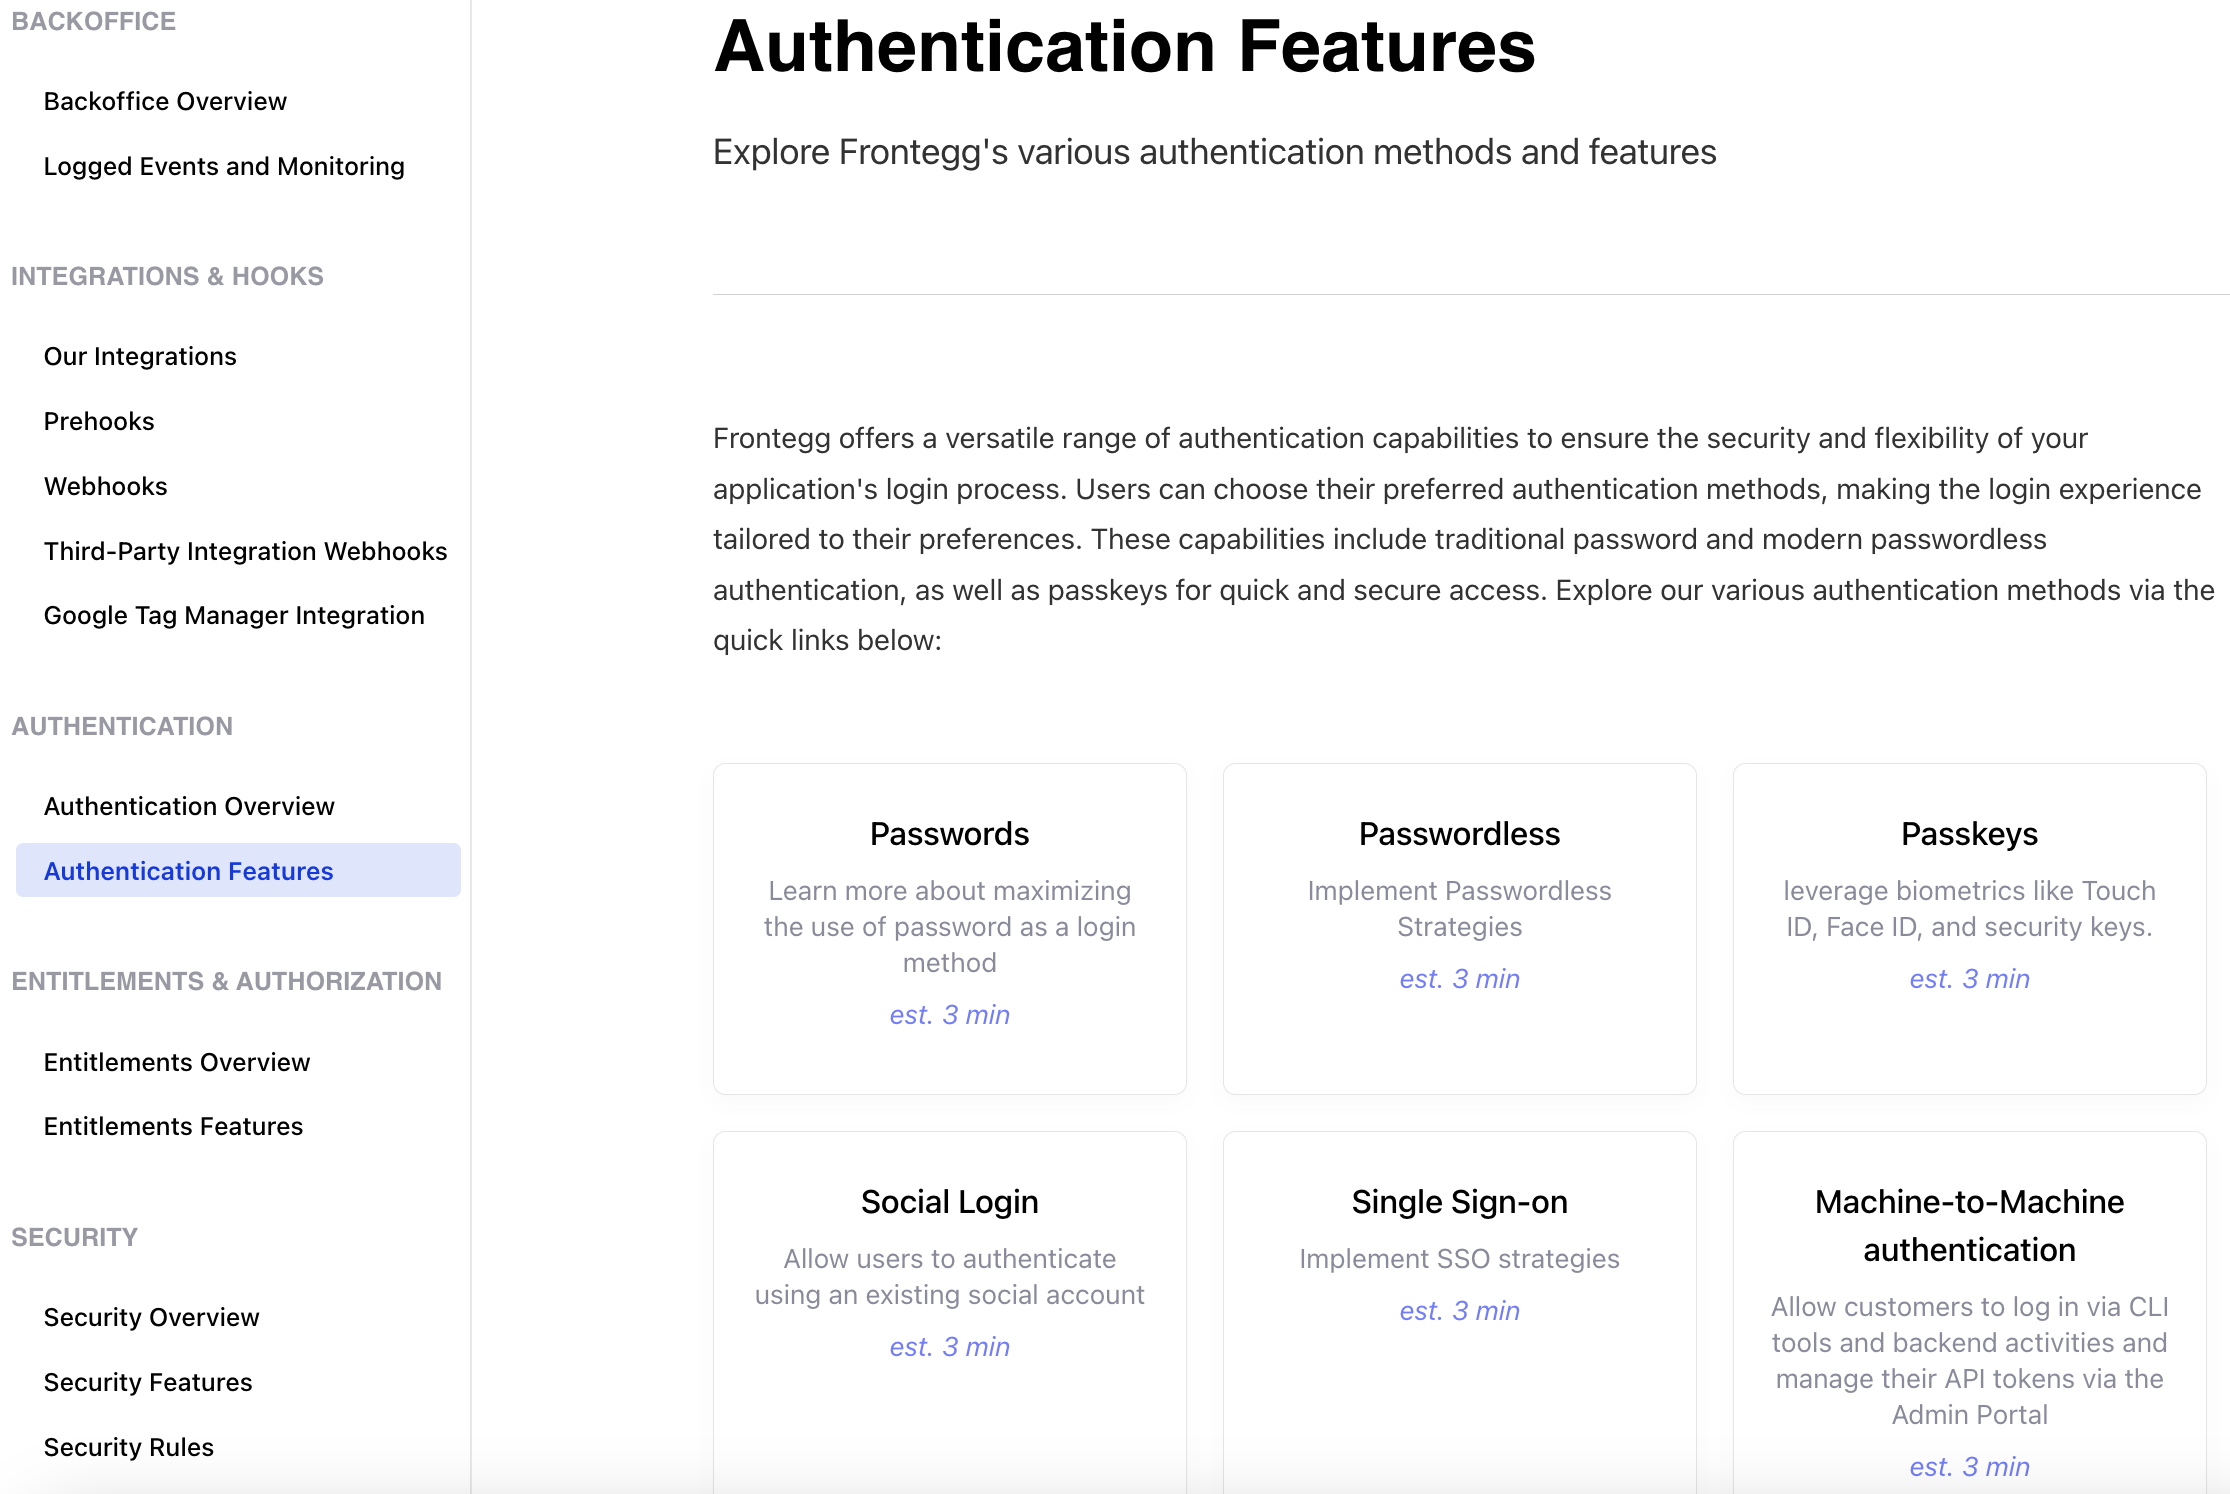 BACKOFFICE
Backoffice Overview
Logged Events and Monitoring
INTEGRATIONS & HOOKS
Our Integrations
Prehooks
Webhooks
Third-Party Integration Webhooks
Google Tag Manager Integration
AUTHENTICATION
Authentication Overview
Authentication Features
ENTITLEMENTS & AUTHORIZATION
Entitlements Overview
Entitlements Features
SECURITY
Security Overview
Security Features
Security Rules
Authentication Features
Explore Frontegg's various authentication methods and features
Frontegg offers a versatile range of authentication capabilities to ensure the security and flexibility of your
application's login process. Users can choose their preferred authentication methods, making the login experience
tailored to their preferences. These capabilities include traditional password and modern passwordless
authentication, as well as passkeys for quick and secure access. Explore our various authentication methods via the
quick links below:
Passwords
Learn more about maximizing
the use of password as a login
method
est. 3 min
Passwordless
Implement Passwordless
Strategies
est. 3 min
Passkeys
leverage biometrics like Touch
ID, Face ID, and security keys.
est. 3 min
Social Login
Allow users to authenticate
using an existing social account
est. 3 min
Single Sign-on
Implement SSO strategies
est. 3 min
Machine-to-Machine
authentication
Allow customers to log in via CLI
tools and backend activities and
manage their API tokens via the
Admin Portal
est. 3 min